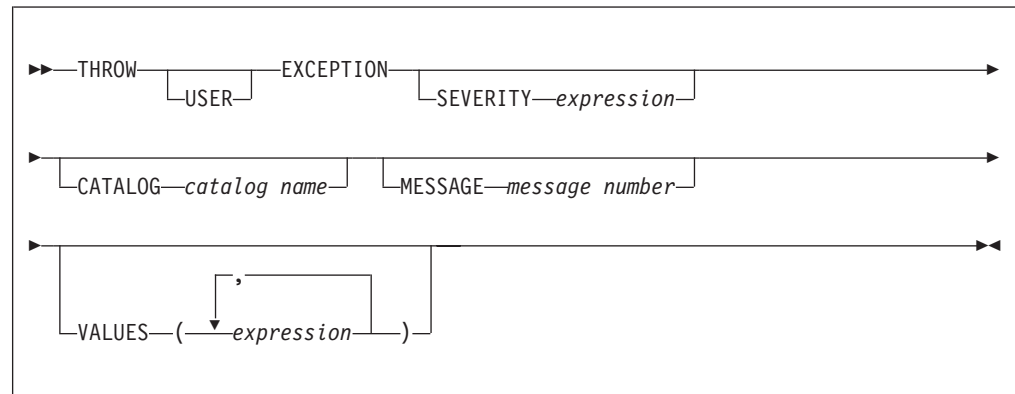 THROW USER EXCEPTION SEVERITY expression
CATALOG catalog name MESSAGE message number
,
VALUES ( expression )